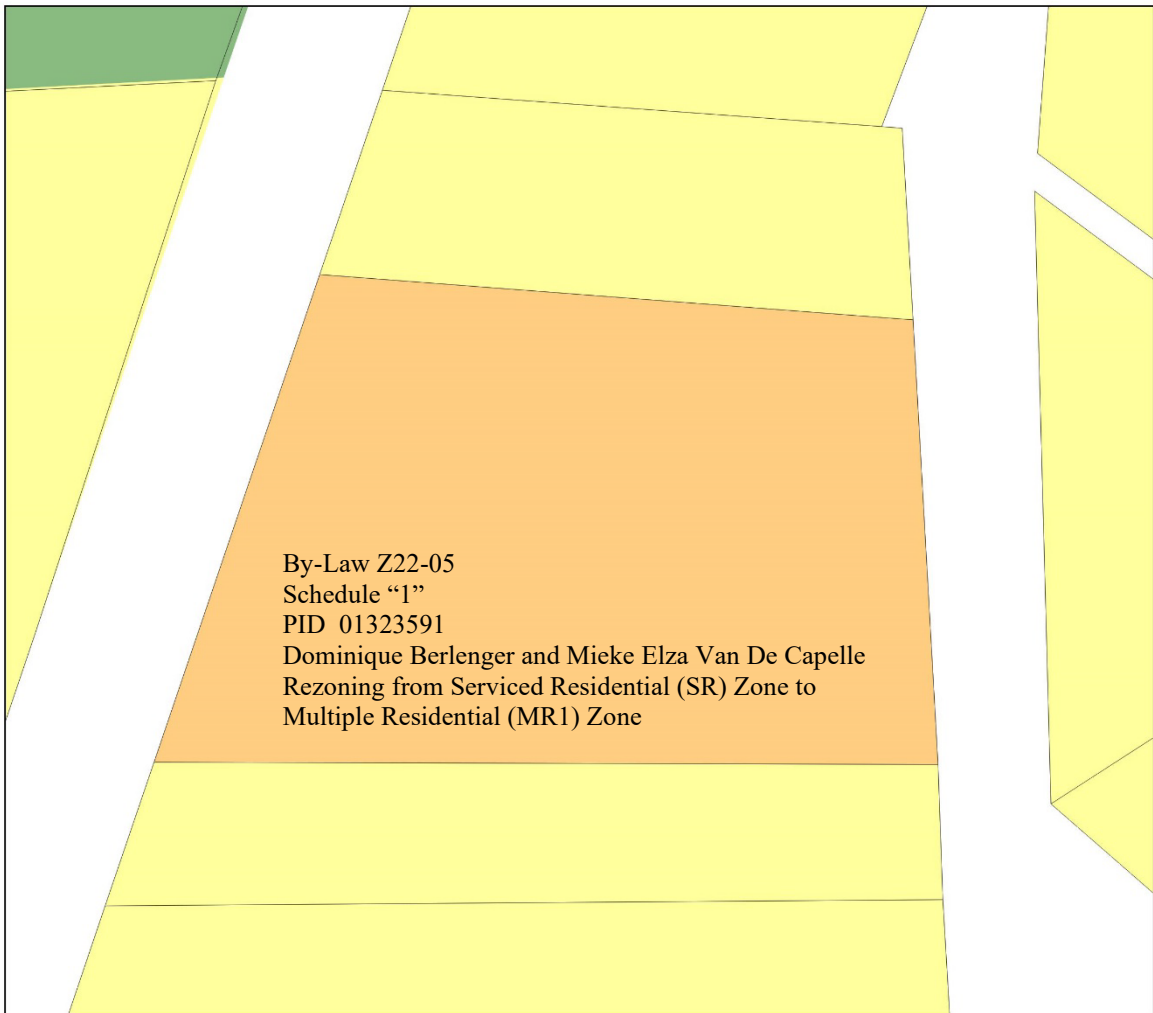 By-Law Z22-05
Schedule “1”
PID  01323591
Dominique Berlenger and Mieke Elza Van De Capelle
Rezoning from Serviced Residential (SR) Zone to
Multiple Residential (MR1) Zone